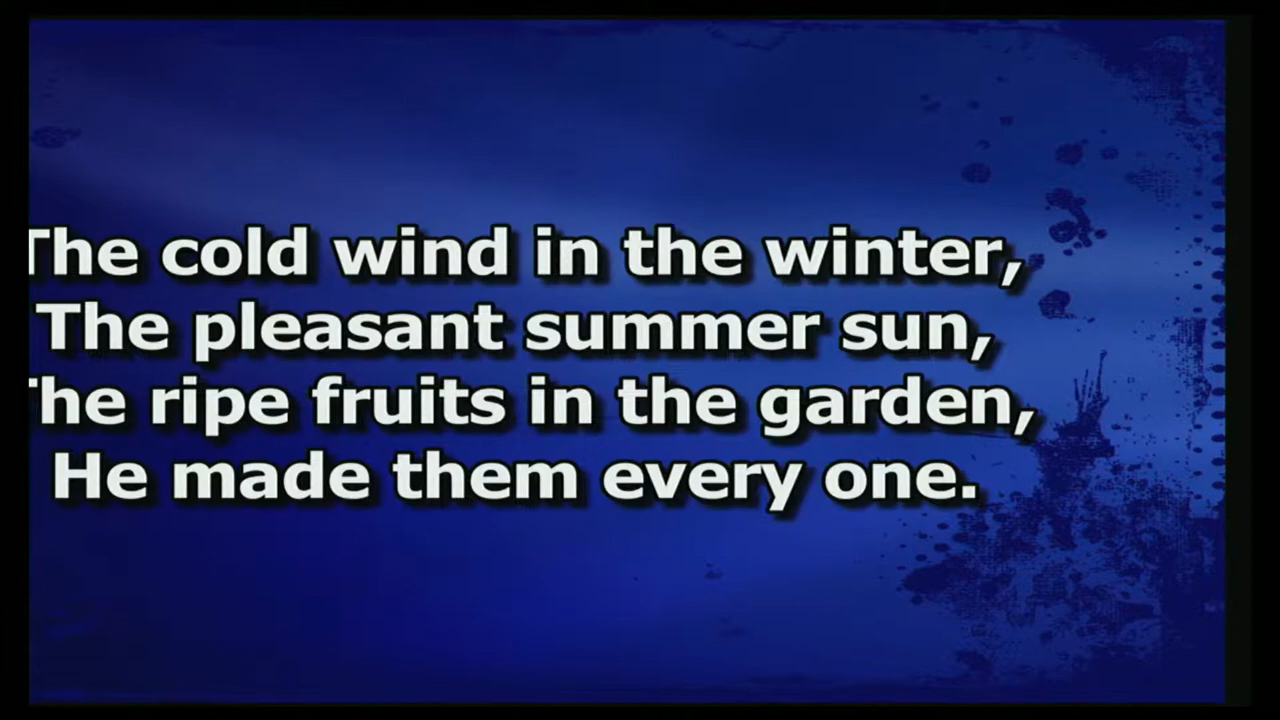 The cold wind in the winter,
The pleasant summer sun,
The ripe fruits in the garden,
He made them every one.